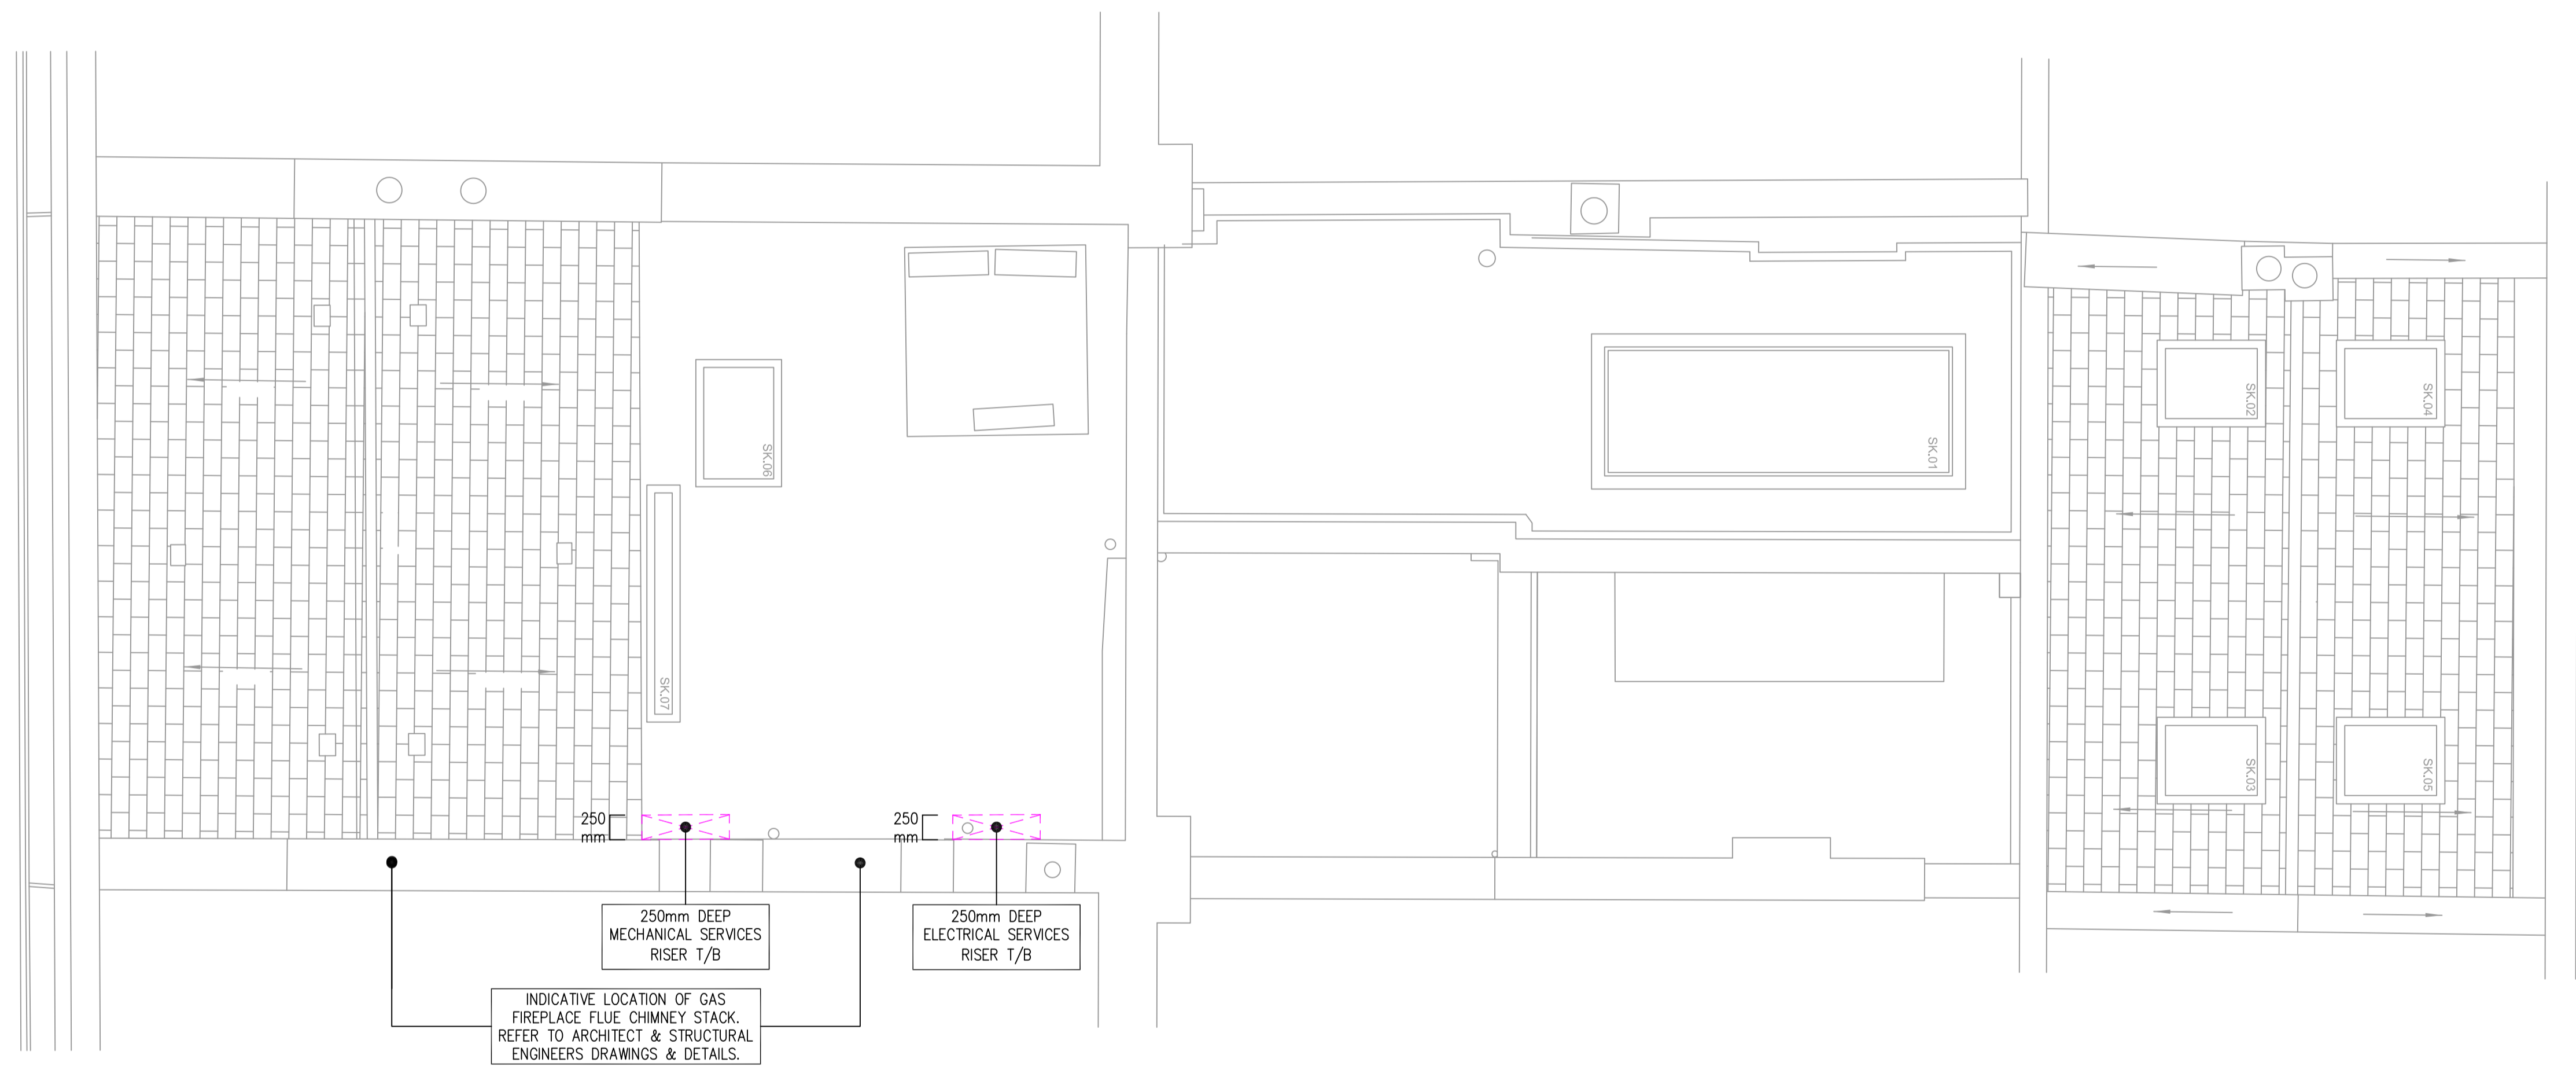 SK.02
SK.04
SK.06
SK.01
SK.07
SK.03
SK.05
250
mm
250
mm
250mm DEEP
MECHANICAL SERVICES
RISER T/B
250mm DEEP
ELECTRICAL SERVICES
RISER T/B
INDICATIVE LOCATION OF GAS
FIREPLACE FLUE CHIMNEY STACK.
REFER TO ARCHITECT & STRUCTURAL
ENGINEERS DRAWINGS & DETAILS.